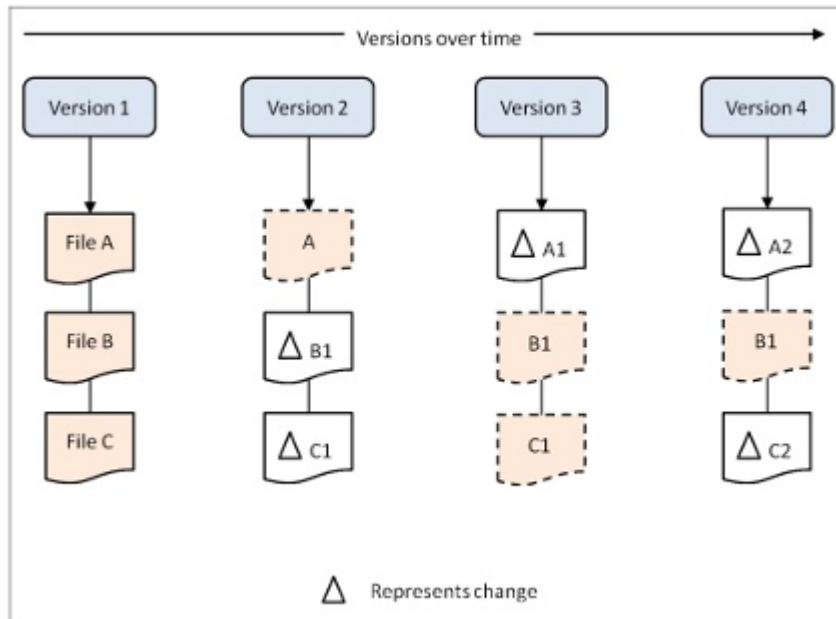 Versions over time
Version 1 Version 2 Version 3 Version 4
File A A Δ A1 Δ A2
File B Δ B1 B1 B1
File C Δ C1 C1 Δ C2
Δ Represents change